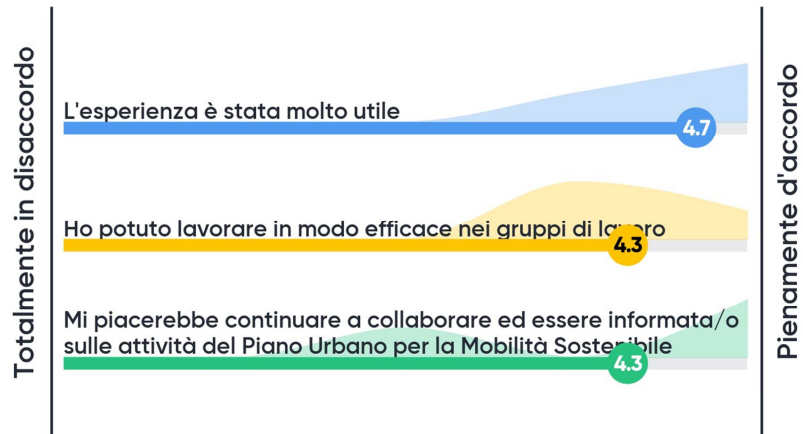 Totalmente in disaccordo
L'esperienza è stata molto utile
4.7
Ho potuto lavorare in modo efficace nei gruppi di lavoro
4.3
Mi piacerebbe continuare a collaborare ed essere informata/o
sulle attività del Piano Urbano per la Mobilità Sostenibile
4.3
Pienamente d'accordo